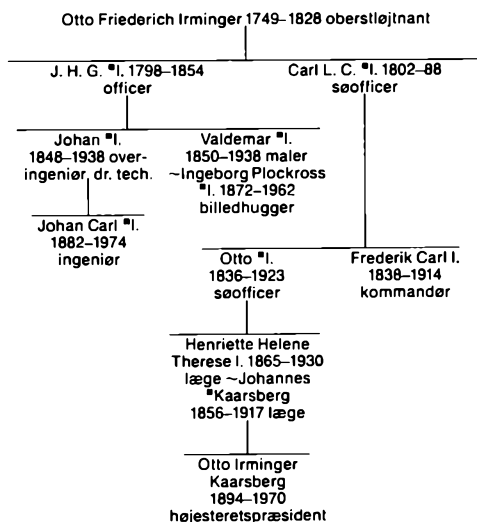 Otto Friederich Irminger 1749–1828 oberstløjtnant
J. H. G. ■I. 1798–1854
officer
Carl L. C. ■I. 1802–88
søofficer
Johan ■I.
1848–1938 over-
ingeniør, dr. tech.
Valdemar ■I.
1850–1938 maler
~Ingeborg Plockross
■I. 1872–1962
billedhugger
Johan Carl ■I.
1882–1974
ingeniør
Otto ■I.
1836–1923
søofficer
Frederik Carl I.
1838–1914
kommandør
Henriette Helene
Therese I. 1865–1930
læge ~Johannes
■Kaarsberg
1856–1917 læge
Otto Irminger
Kaarsberg
1894–1970
højesteretspræsident